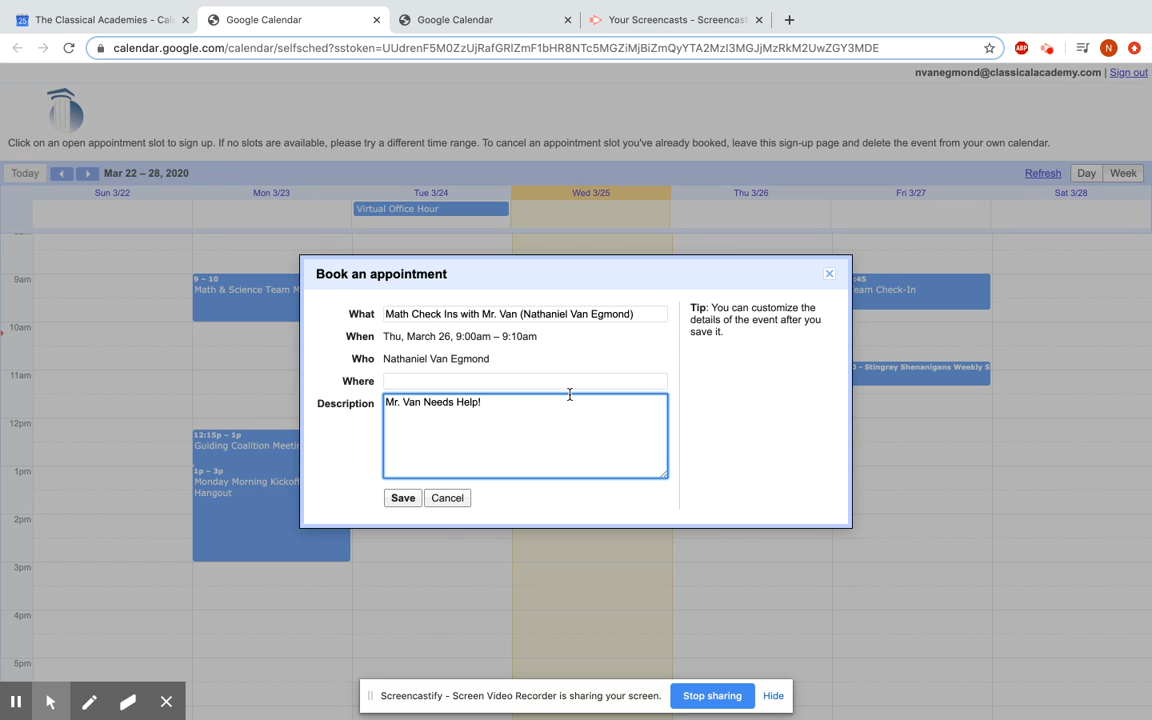 The Classical Academies - Cal
Google Calendar
Google Calendar
Your Screencasts - Screencast
calendar.google.com/calendar/selfsched?sstoken=UUdrenF5M0ZzUjRafGRlZmF1bHR8NTc5MGZiMjBiZmQyYTA2MzI3MGJjMzRkM2UwZGY3MDE
ABP
N
nvanegmond@classicalacademy.com | Sign out
Click on an open appointment slot to sign up. If no slots are available, please try a different time range. To cancel an appointment slot you've already booked, leave this sign-up page and delete the event from your own calendar.
Today
Mar 22 – 28, 2020
Refresh
Day
Week
Sun 3/22
Mon 3/23
Tue 3/24
Wed 3/25
Thu 3/26
Fri 3/27
Sat 3/28
Virtual Office Hour
9am
10am
11am
12pm
1pm
2pm
3pm
4pm
5pm
9 – 10
Math & Science Team M
12:15p – 1p
Guiding Coalition Meetin
1p – 3p
Monday Morning Kickoff
Hangout
:45
eam Check-In
0 - Stingray Shenanigans Weekly S
Book an appointment
What
Math Check Ins with Mr. Van (Nathaniel Van Egmond)
When
Thu, March 26, 9:00am – 9:10am
Who
Nathaniel Van Egmond
Where
Description
Mr. Van Needs Help!
Save
Cancel
Tip: You can customize the
details of the event after you
save it.
Screencastify - Screen Video Recorder is sharing your screen.
Stop sharing
Hide